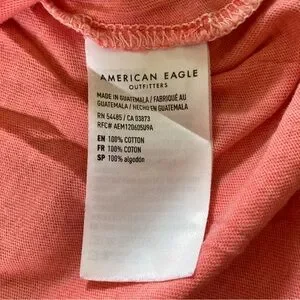 AMERICAN EAGLE
OUTFITTERS
MADE IN GUATEMALA / FABRIQUÉ AU
GUATEMALA / HECHO EN GUATEMALA
RN 54485 / CA 03873
RFC# AEM120605U9A
EN 100% COTTON
FR 100% COTON
SP 100% algodón